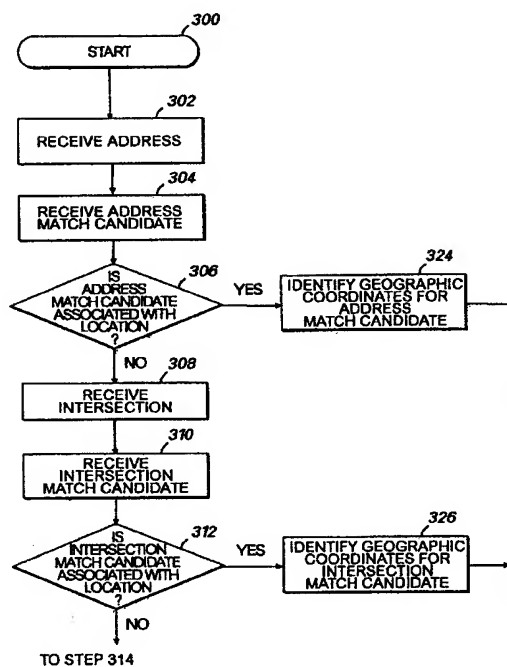 300
START
302
RECEIVE ADDRESS
304
RECEIVE ADDRESS
MATCH CANDIDATE
306
IS
ADDRESS
MATCH CANDIDATE
ASSOCIATED WITH
LOCATION
?
YES
324
IDENTIFY GEOGRAPHIC
COORDINATES FOR
ADDRESS
MATCH CANDIDATE
NO
308
RECEIVE
INTERSECTION
310
RECEIVE
INTERSECTION
MATCH CANDIDATE
312
IS
INTERSECTION
MATCH CANDIDATE
ASSOCIATED WITH
LOCATION
?
YES
326
IDENTIFY GEOGRAPHIC
COORDINATES FOR
INTERSECTION
MATCH CANDIDATE
NO
TO STEP 314